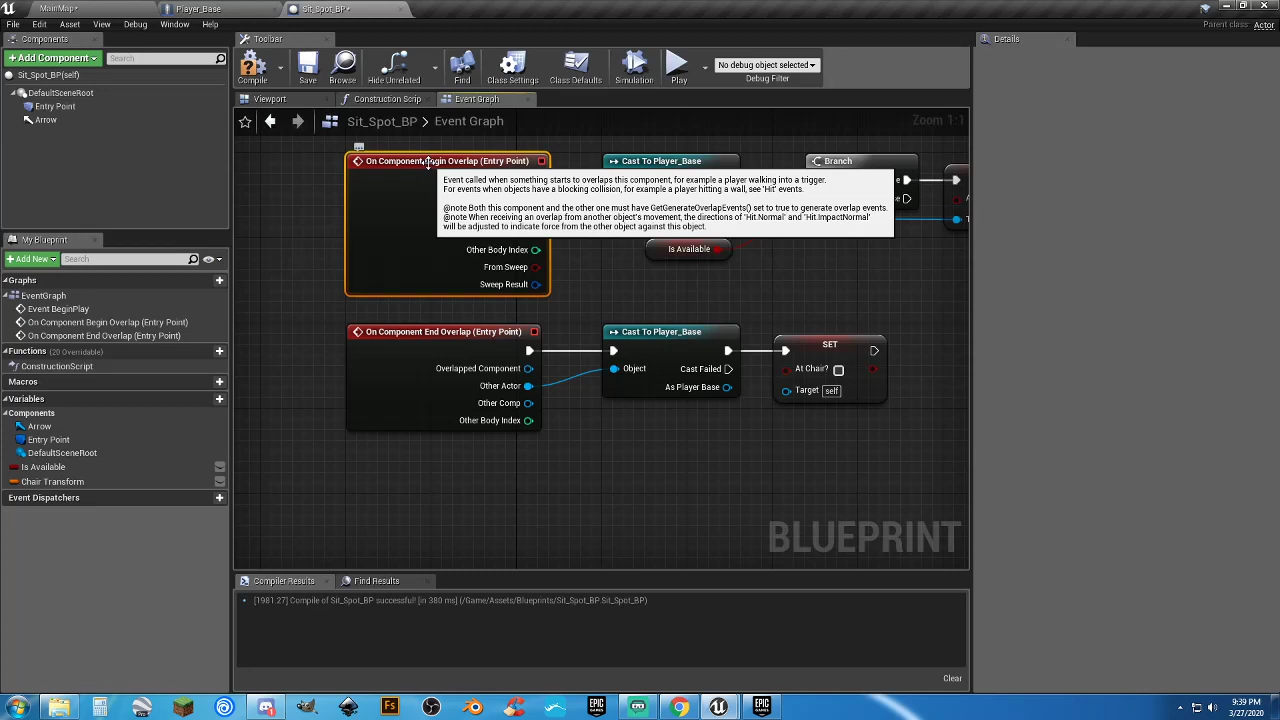 MainMap•
Player_Base
Sit_Spot_BP•
File Edit Asset View Debug Window Help
Parent class: Actor
Components
Toolbar
Details
+Add Component
Search
Sit_Spot_BP(self)
DefaultSceneRoot
Entry Point
Arrow
Compile
Save
Browse
Hide Unrelated
Find
Class Settings
Class Defaults
Simulation
Play
No debug object selected
Debug Filter
Viewport
Construction Scrip
Event Graph
Sit_Spot_BP > Event Graph
Zoom 1:1
On Component Begin Overlap (Entry Point)
Cast To Player_Base
Branch
Event called when something starts to overlaps this component, for example a player walking into a trigger.
For events when objects have a blocking collision, for example a player hitting a wall, see 'Hit' events.
@note Both this component and the other one must have GetGenerateOverlapEvents() set to true to generate overlap events.
@note When receiving an overlap from another object's movement, the directions of 'Hit.Normal' and 'Hit.ImpactNormal'
will be adjusted to indicate force from the other object against this object.
Other Body Index
Is Available
From Sweep
Sweep Result
My Blueprint
+Add New
Search
Graphs
EventGraph
Event BeginPlay
On Component Begin Overlap (Entry Point)
On Component End Overlap (Entry Point)
Functions (20 Overridable)
ConstructionScript
Macros
Variables
Components
Arrow
Entry Point
DefaultSceneRoot
Is Available
Chair Transform
Event Dispatchers
On Component End Overlap (Entry Point)
Cast To Player_Base
SET
Overlapped Component
Object
Cast Failed
At Chair?
Other Actor
As Player Base
Target self
Other Comp
Other Body Index
BLUEPRINT
Compiler Results
Find Results
[1981.27] Compile of Sit_Spot_BP successful! [in 380 ms] (/Game/Assets/Blueprints/Sit_Spot_BP.Sit_Spot_BP)
Clear
Pro
Fs
EPIC GAMES
EPIC GAMES
9:39 PM
3/27/2020